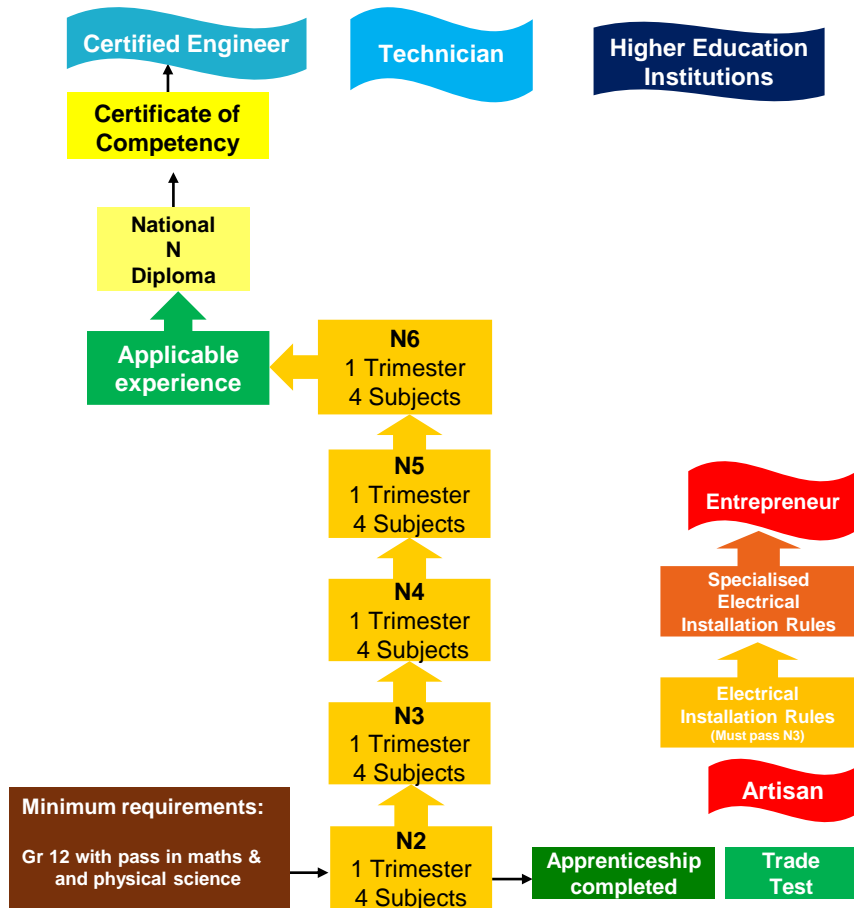 Certified Engineer
Technician
Higher Education
Institutions
Certificate of
Competency
National
N
Diploma
Applicable
experience
N6
1 Trimester
4 Subjects
N5
1 Trimester
4 Subjects
Entrepreneur
N4
1 Trimester
4 Subjects
Specialised
Electrical
Installation Rules
N3
1 Trimester
4 Subjects
Electrical
Installation Rules
(Must pass N3)
Artisan
Minimum requirements:
Gr 12 with pass in maths &
and physical science
N2
1 Trimester
4 Subjects
Apprenticeship
completed
Trade
Test